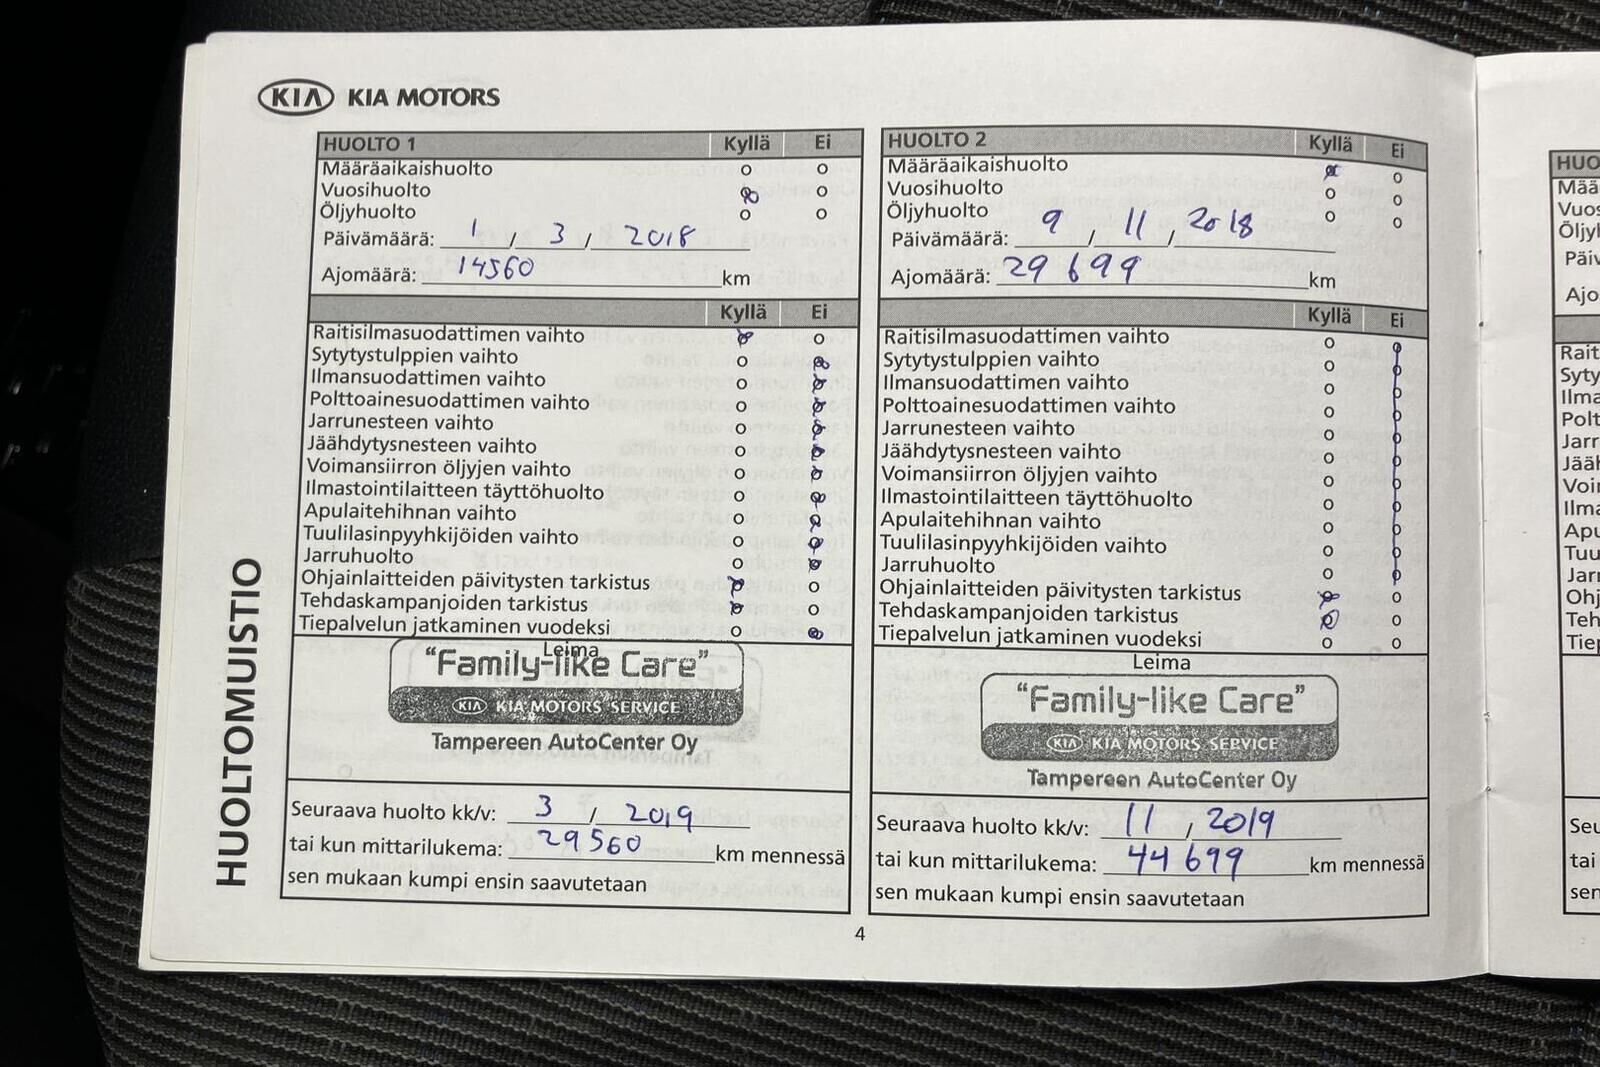 KIA KIA MOTORS
HUOLTOMUISTIO
HUOLTO 1 Kyllä Ei
Määräaikaishuolto
Vuosihuolto
Öljyhuolto
Päivämäärä: 1 / 3 / 2018
Ajomäärä: 14560 km
Kyllä Ei
Raitisilmasuodattimen vaihto
Sytytystulppien vaihto
Ilmansuodattimen vaihto
Polttoainesuodattimen vaihto
Jarrunesteen vaihto
Jäähdytysnesteen vaihto
Voimansiirron öljyjen vaihto
Ilmastointilaitteen täyttöhuolto
Apulaitehihnan vaihto
Tuulilasinpyyhkijöiden vaihto
Jarruhuolto
Ohjainlaitteiden päivitysten tarkistus
Tehdaskampanjoiden tarkistus
Tiepalvelun jatkaminen vuodeksi
Leima
"Family-like Care"
KIA KIA MOTORS SERVICE
Tampereen AutoCenter Oy
Seuraava huolto kk/v: 3 / 2019
tai kun mittarilukema: 29560 km mennessä
sen mukaan kumpi ensin saavutetaan
HUOLTO 2 Kyllä Ei
Määräaikaishuolto
Vuosihuolto
Öljyhuolto
Päivämäärä: 9 / 11 / 2018
Ajomäärä: 29 699 km
Kyllä Ei
Raitisilmasuodattimen vaihto
Sytytystulppien vaihto
Ilmansuodattimen vaihto
Polttoainesuodattimen vaihto
Jarrunesteen vaihto
Jäähdytysnesteen vaihto
Voimansiirron öljyjen vaihto
Ilmastointilaitteen täyttöhuolto
Apulaitehihnan vaihto
Tuulilasinpyyhkijöiden vaihto
Jarruhuolto
Ohjainlaitteiden päivitysten tarkistus
Tehdaskampanjoiden tarkistus
Tiepalvelun jatkaminen vuodeksi
Leima
"Family-like Care"
KIA KIA MOTORS SERVICE
Tampereen AutoCenter Oy
Seuraava huolto kk/v: 11 / 2019
tai kun mittarilukema: 44 699 km mennessä
sen mukaan kumpi ensin saavutetaan
4